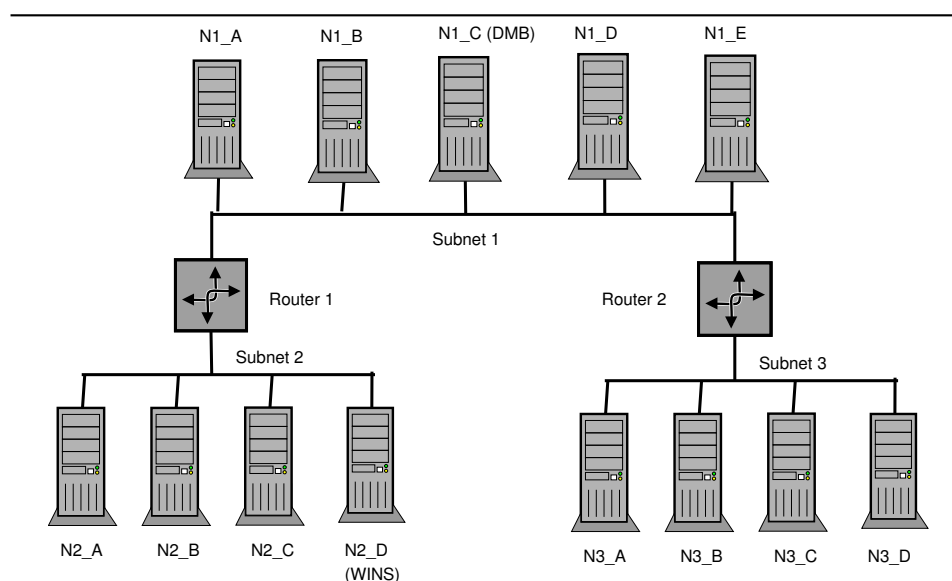 N1_A
N1_B
N1_C (DMB)
N1_D
N1_E
Subnet 1
Router 1
Router 2
Subnet 2
Subnet 3
N2_A
N2_B
N2_C
N2_D
(WINS)
N3_A
N3_B
N3_C
N3_D